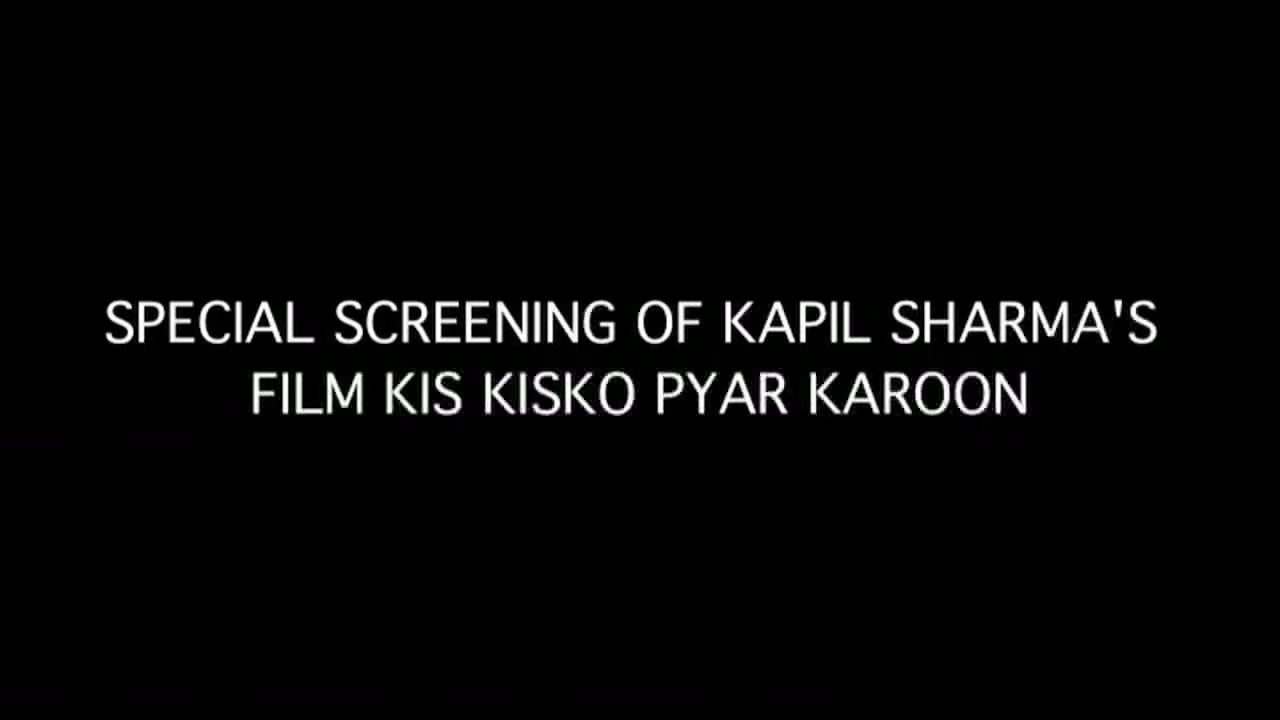 SPECIAL SCREENING OF KAPIL SHARMA'S
FILM KIS KISKO PYAR KAROON